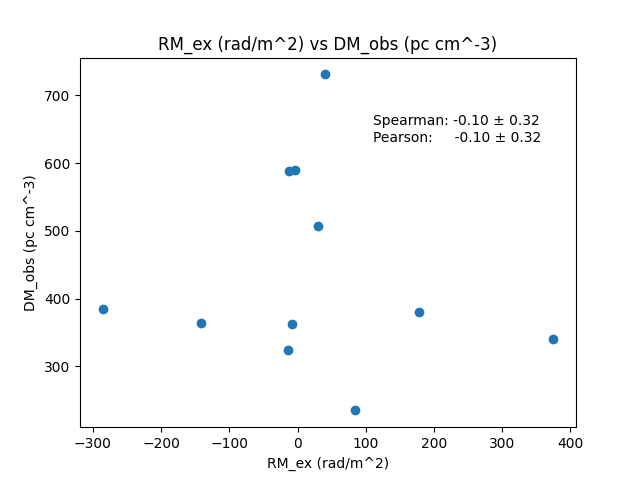 RM_ex (rad/m^2) vs DM_obs (pc cm^-3)
700
Spearman: -0.10 ± 0.32
Pearson: -0.10 ± 0.32
600
500
400
300
DM_obs (pc cm^-3)
−300 −200 −100 0 100 200 300 400
RM_ex (rad/m^2)